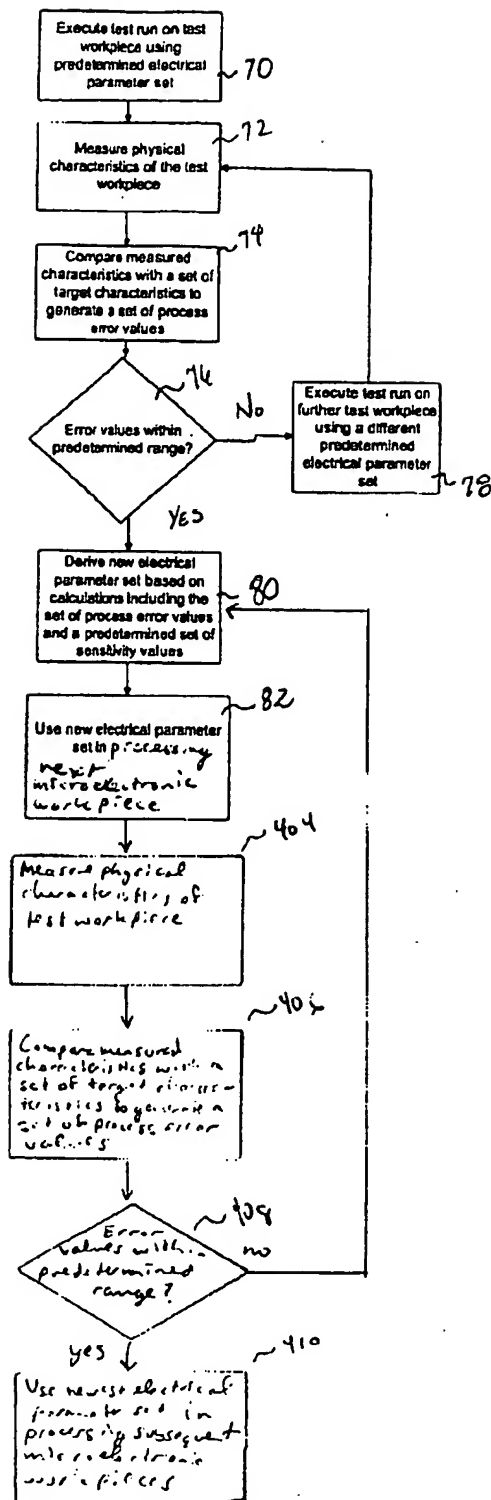 Execute test run on test
workpiece using
predetermined electrical
parameter set
70
72
Measure physical
characteristics of the test
workpiece
74
Compare measured
characteristics with a set of
target characteristics to
generate a set of process
error values
76
Error values within
predetermined range?
No
Execute test run on
further test workpiece
using a different
predetermined
electrical parameter
set
78
YES
Derive new electrical
parameter set based on
calculations including the
set of process error values
and a predetermined set of
sensitivity values
80
82
Use new electrical parameter
set in processing
next
microelectronic
workpiece
404
Measure physical
characteristics of
test workpiece
406
Compare measured
characteristics with a
set of target charac-
teristics to generate a
set of process error
values
408
Error
values within
predetermined
range?
no
yes
410
Use newest electrical
parameter set in
processing subsequent
microelectronic
workpieces